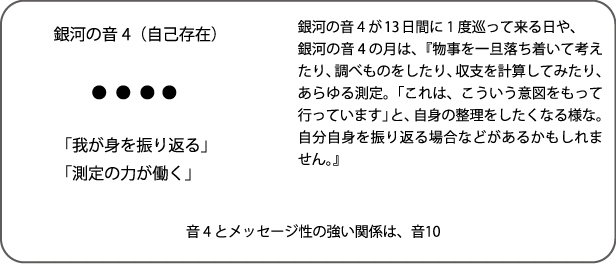 銀河の音4（自己存在）
● ● ● ●
「我が身を振り返る」
「測定の力が働く」
銀河の音4が13日間に1度巡って来る日や、
銀河の音4の月は、『物事を一旦落ち着いて考え
たり、調べものをしたり、収支を計算してみたり、
あらゆる測定。「これは、こういう意図をもって
行っています」と、自身の整理をしたくなる様な。
自分自身を振り返る場合などがあるかもしれま
せん。』
音4とメッセージ性の強い関係は、音10